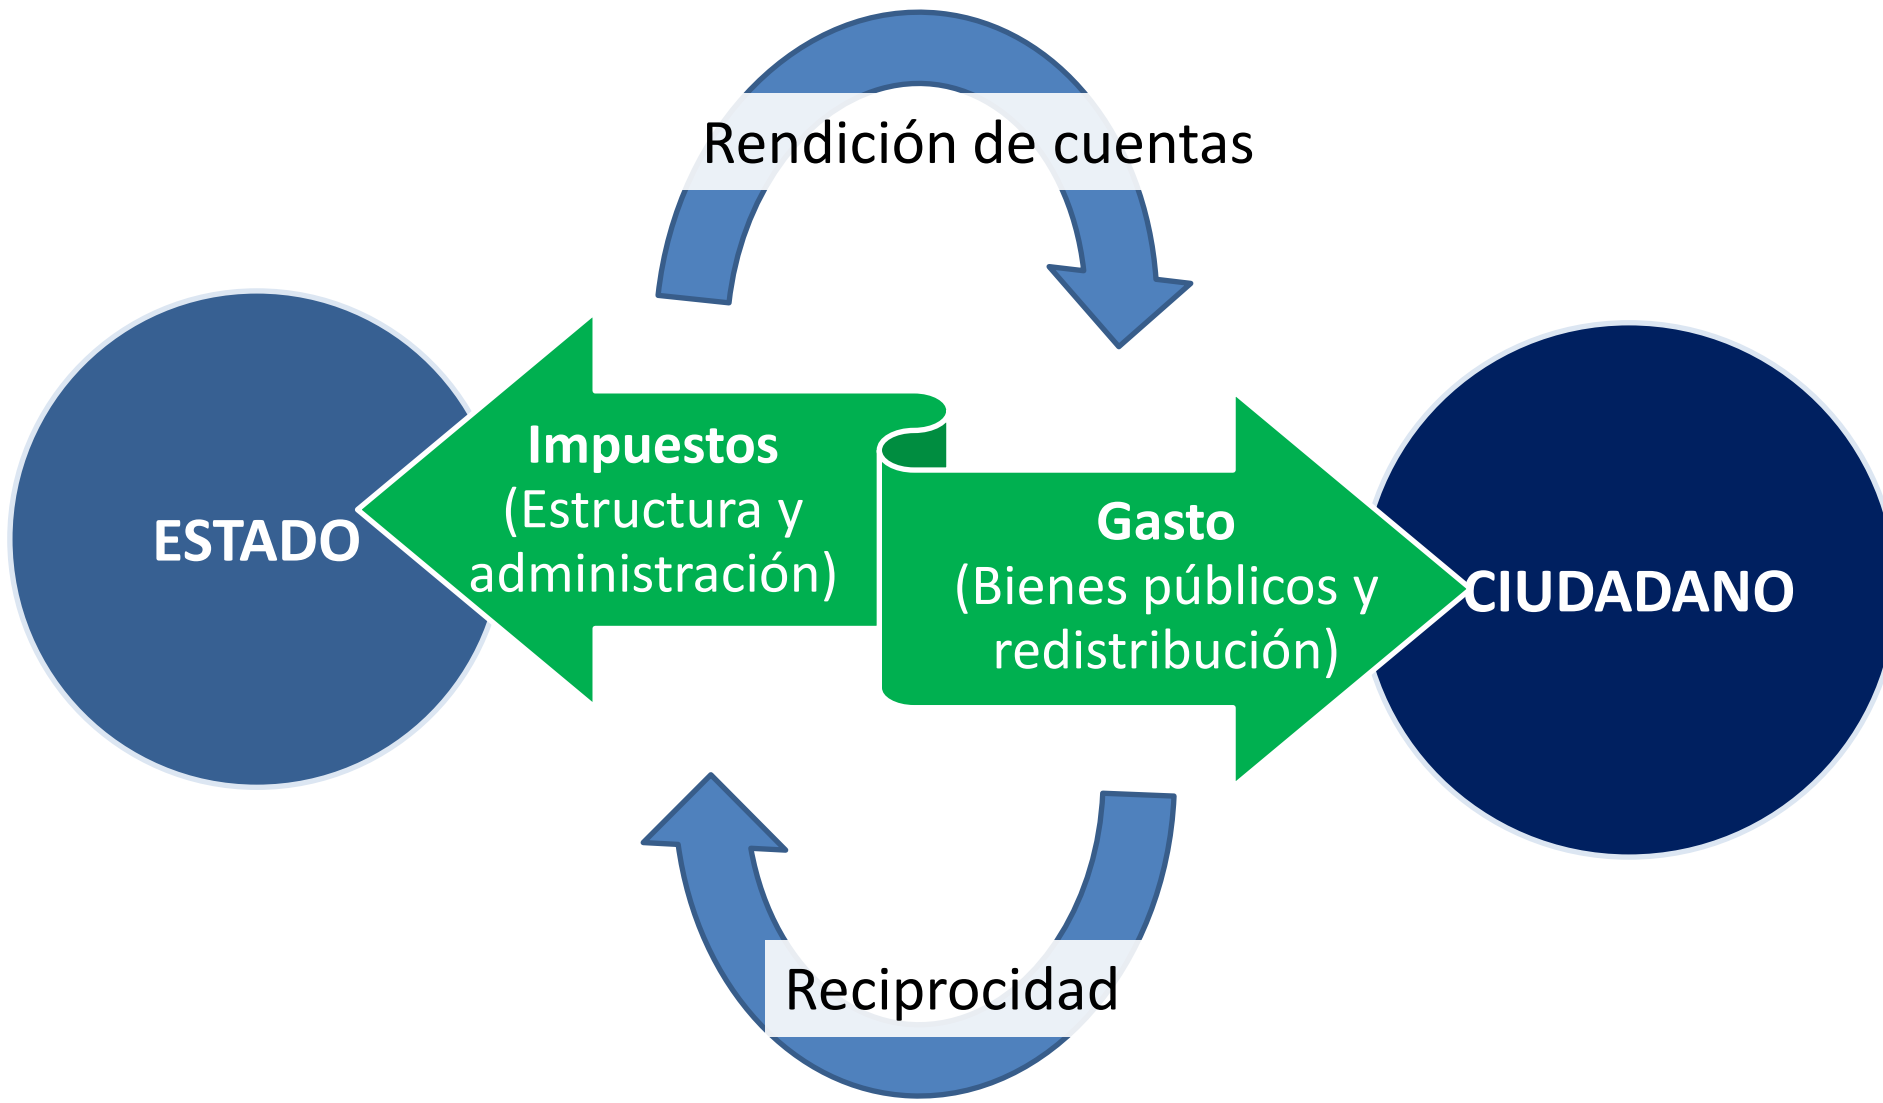 Rendición de cuentas
ESTADO
Impuestos
(Estructura y
administración)
Gasto
(Bienes públicos y
redistribución)
CIUDADANO
Reciprocidad